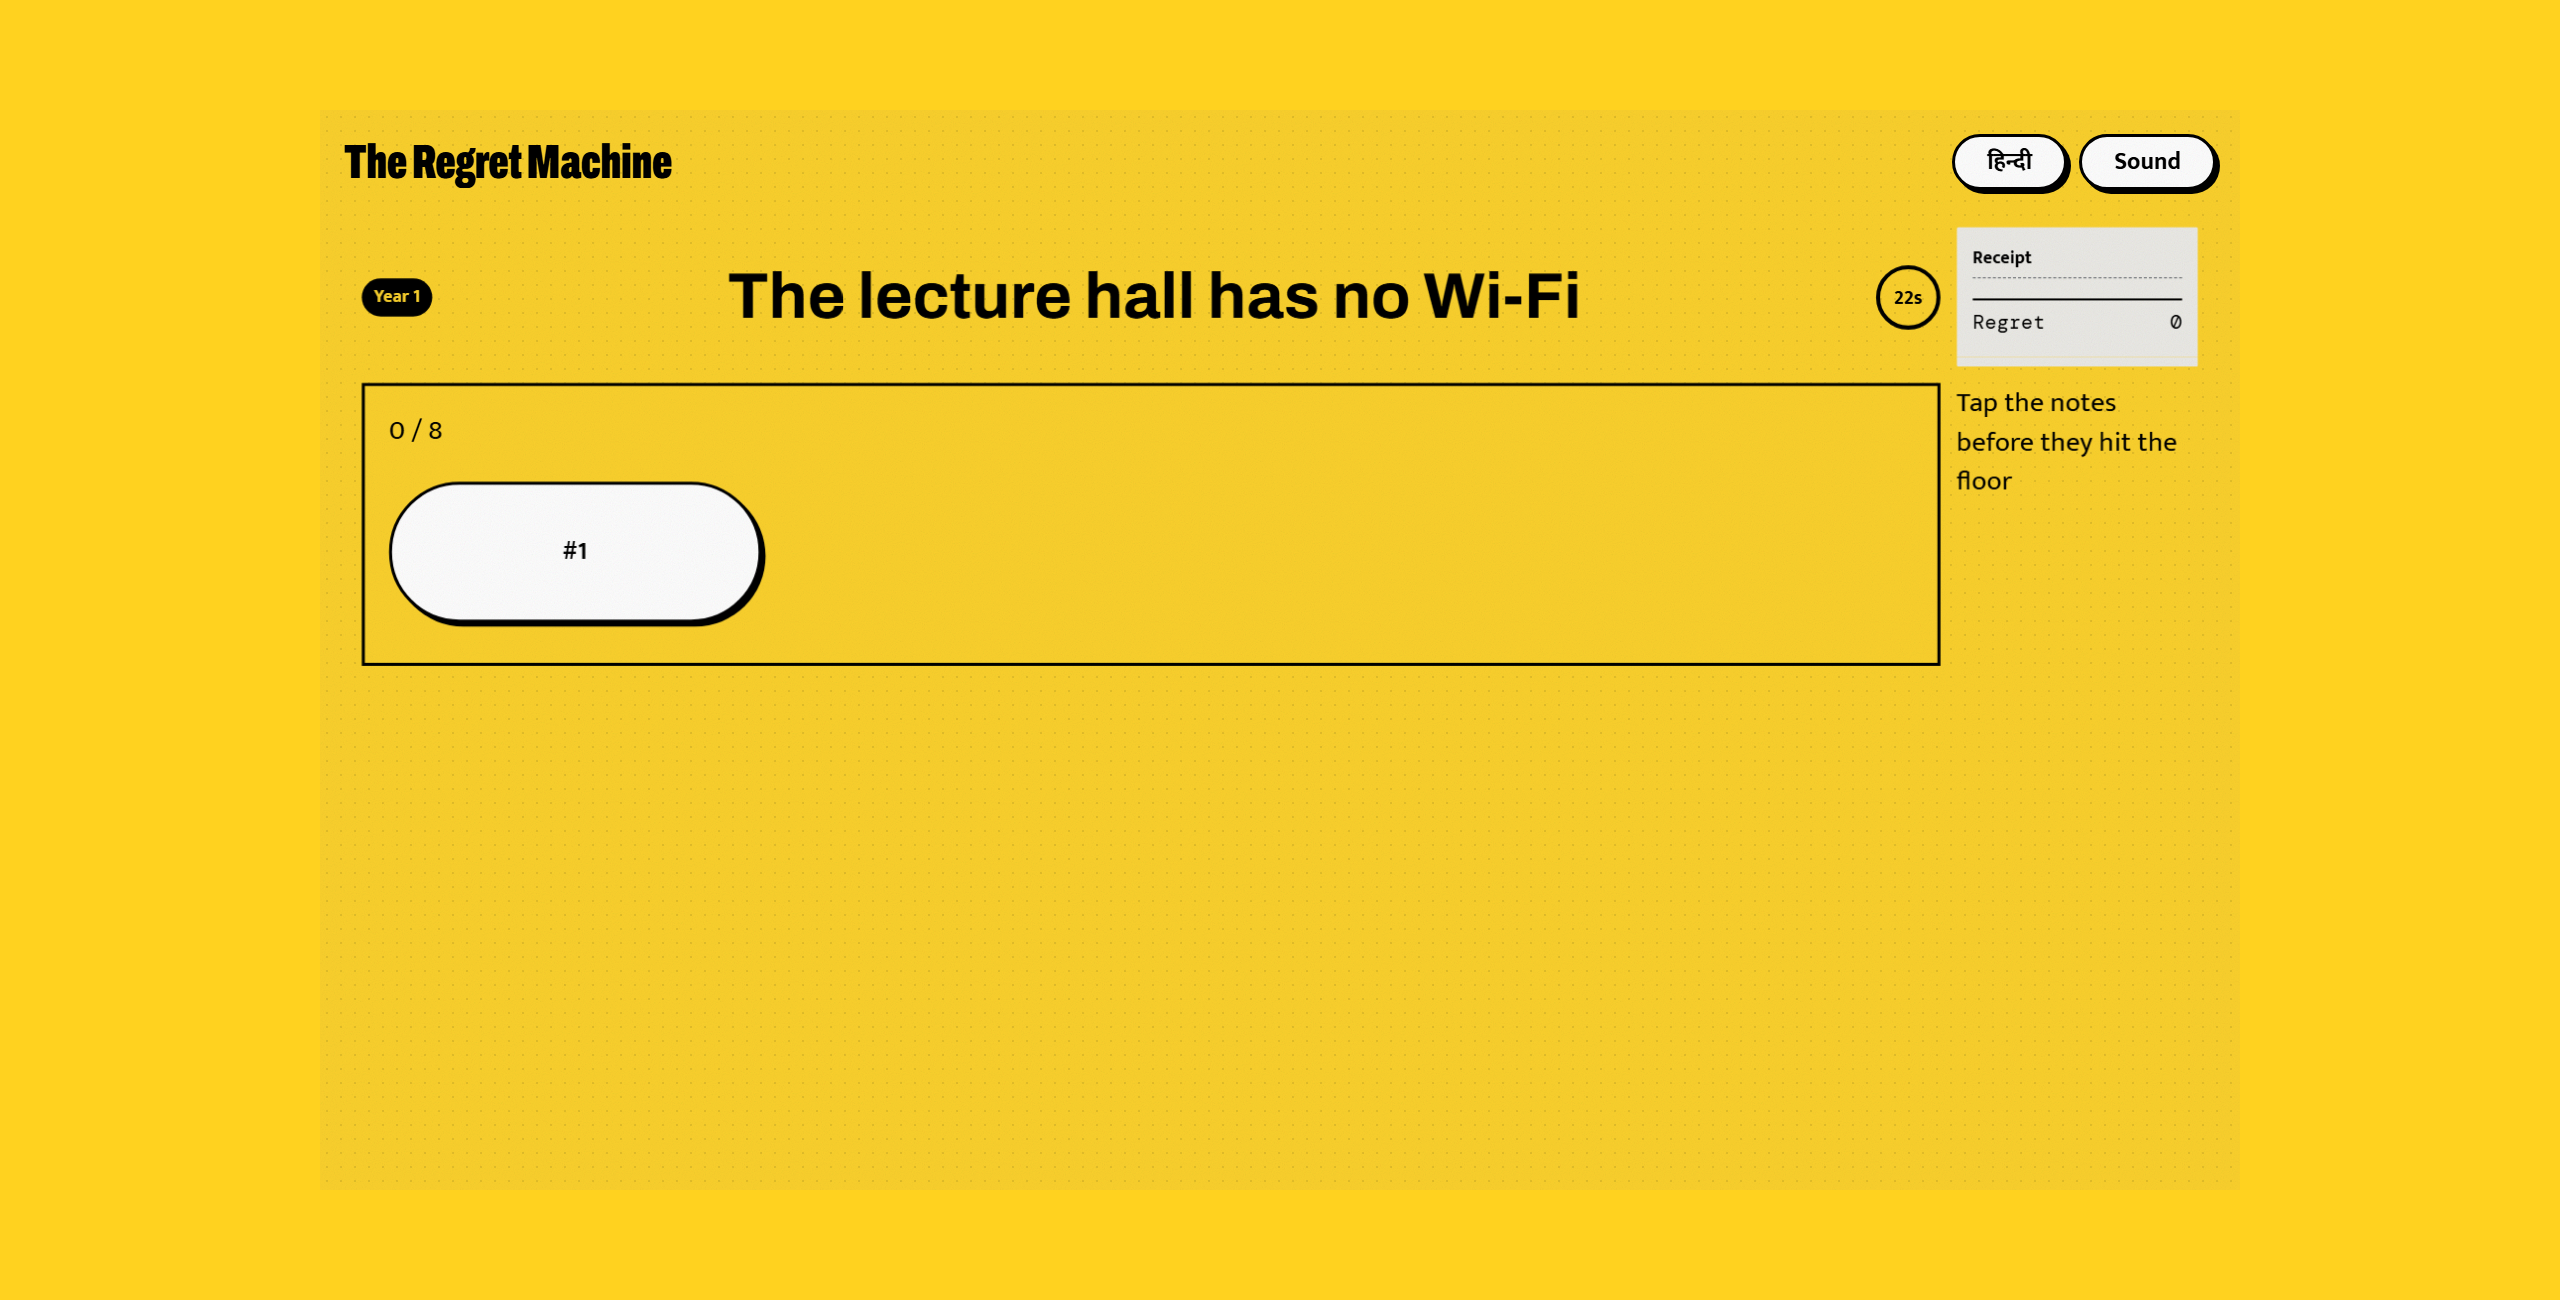 The Regret Machine
हिन्दी
Sound
Year 1
The lecture hall has no Wi-Fi
22s
Receipt
Regret 0
0 / 8
#1
Tap the notes
before they hit the
floor